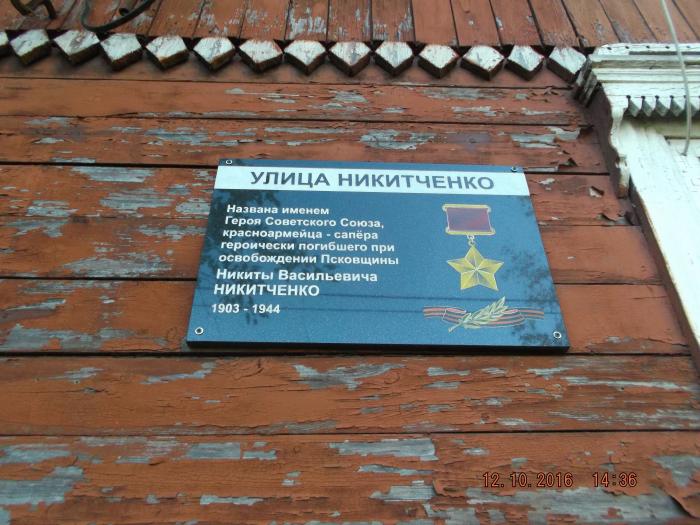 УЛИЦА НИКИТЧЕНКО
Названа именем
Героя Советского Союза,
красноармейца - сапёра
героически погибшего при
освобождении Псковщины
Никиты Васильевича
НИКИТЧЕНКО
1903 - 1944
12.10.2016 14:36